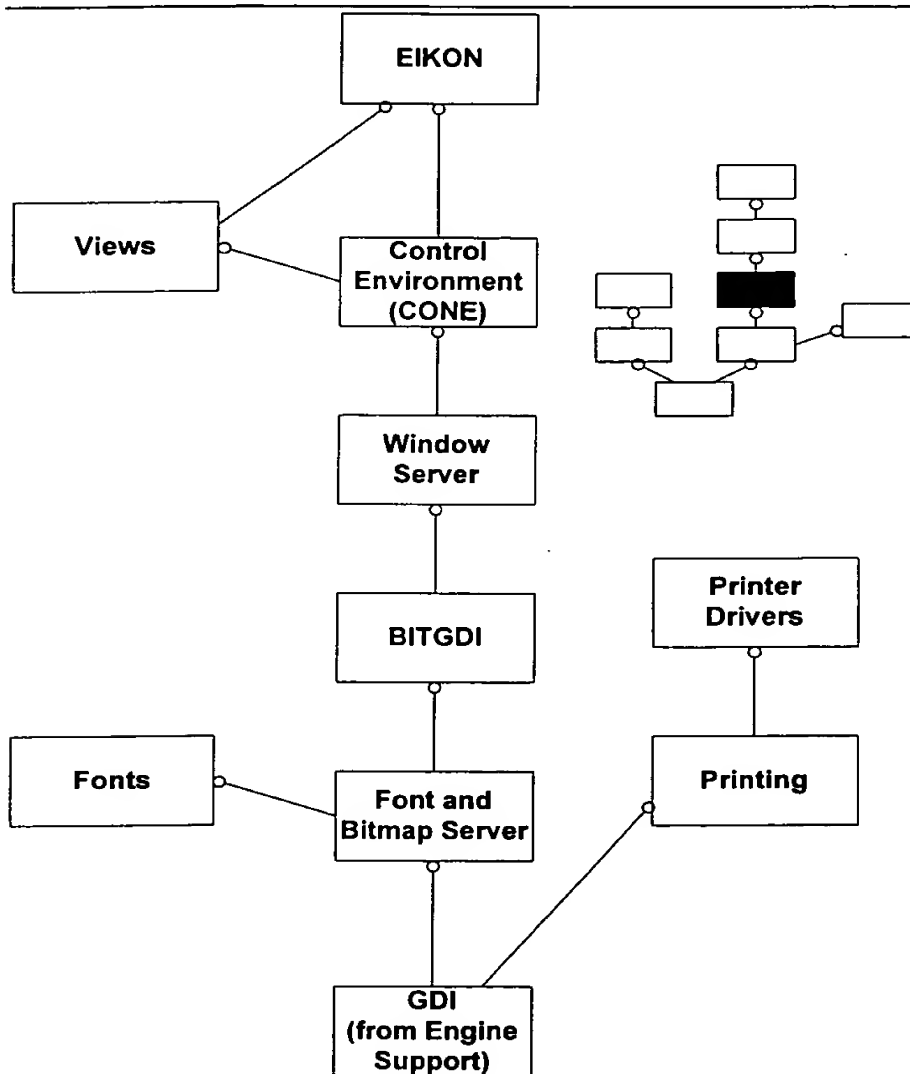 EIKON
Views
Control
Environment
(CONE)
Window
Server
BITGDI
Printer
Drivers
Fonts
Font and
Bitmap Server
Printing
GDI
(from Engine
Support)